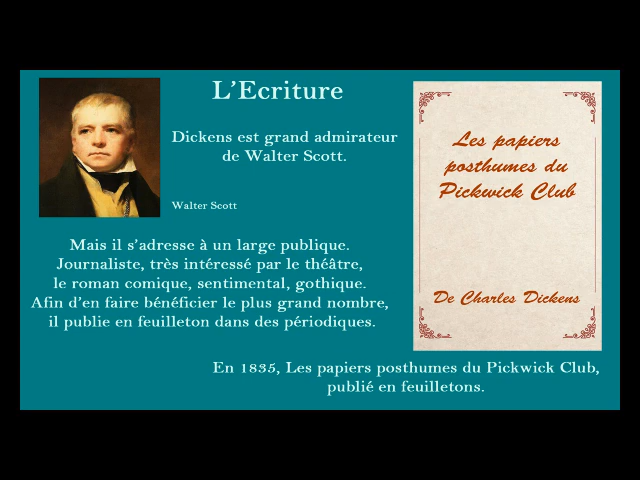 L'Ecriture
Dickens est grand admirateur
de Walter Scott.
Walter Scott
Mais il s'adresse à un large publique.
Journaliste, très intéressé par le théâtre,
le roman comique, sentimental, gothique.
Afin d'en faire bénéficier le plus grand nombre,
il publie en feuilleton dans des périodiques.
Les papiers
posthumes du
Pickwick Club
De Charles Dickens
En 1835, Les papiers posthumes du Pickwick Club,
publié en feuilletons.